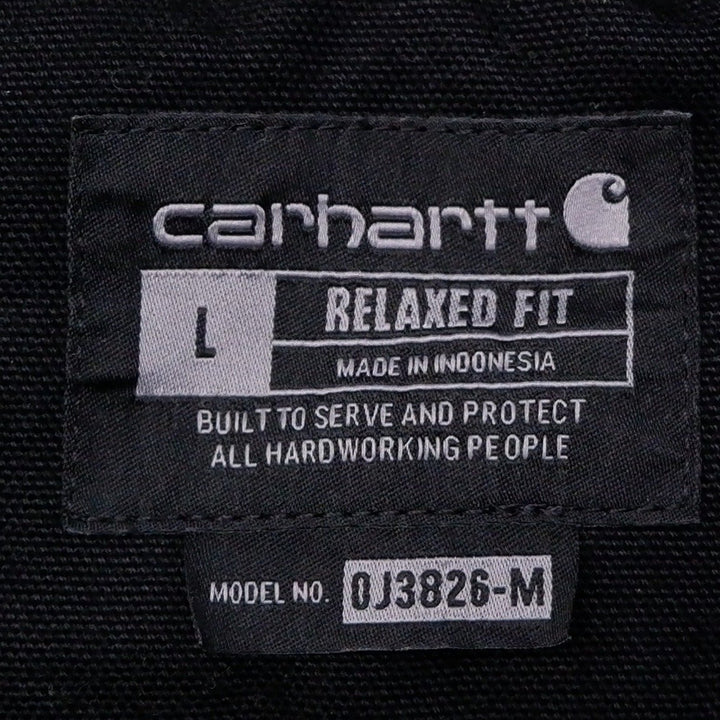 carhartt
L
RELAXED FIT
MADE IN INDONESIA
BUILT TO SERVE AND PROTECT
ALL HARDWORKING PEOPLE
MODEL NO. 0J3826-M